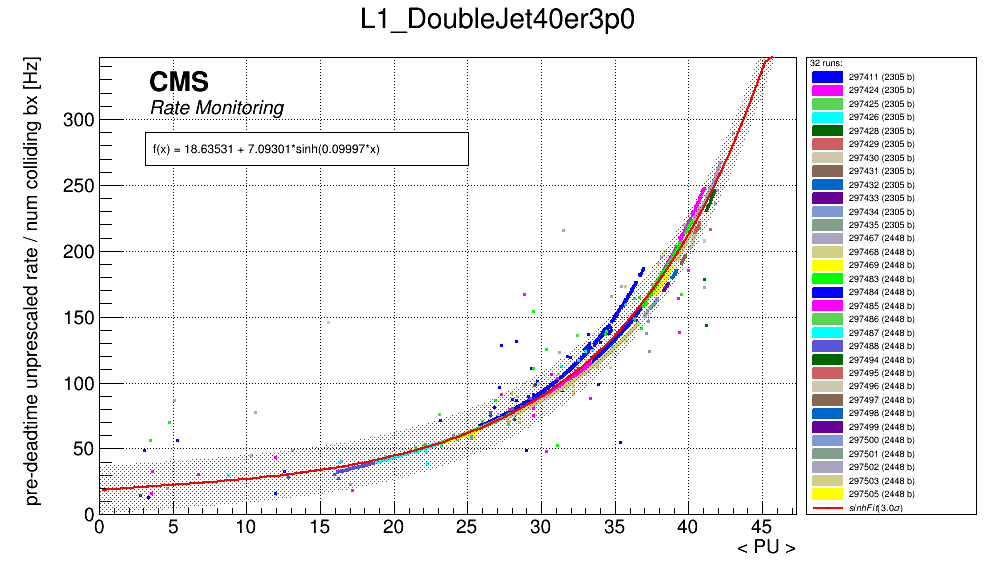 L1_DoubleJet40er3p0
pre-deadtime unprescaled rate / num colliding bx [Hz]
CMS
Rate Monitoring
f(x) = 18.63531 + 7.09301*sinh(0.09997*x)
300
250
200
150
100
50
0
0 5 10 15 20 25 30 35 40 45
< PU >
32 runs:
297411 (2305 b)
297424 (2305 b)
297425 (2305 b)
297426 (2305 b)
297428 (2305 b)
297429 (2305 b)
297430 (2305 b)
297431 (2305 b)
297432 (2305 b)
297433 (2305 b)
297434 (2305 b)
297435 (2305 b)
297467 (2448 b)
297468 (2448 b)
297469 (2448 b)
297483 (2448 b)
297484 (2448 b)
297485 (2448 b)
297486 (2448 b)
297487 (2448 b)
297488 (2448 b)
297494 (2448 b)
297495 (2448 b)
297496 (2448 b)
297497 (2448 b)
297498 (2448 b)
297499 (2448 b)
297500 (2448 b)
297501 (2448 b)
297502 (2448 b)
297503 (2448 b)
297505 (2448 b)
sinhFit(3.0σ)